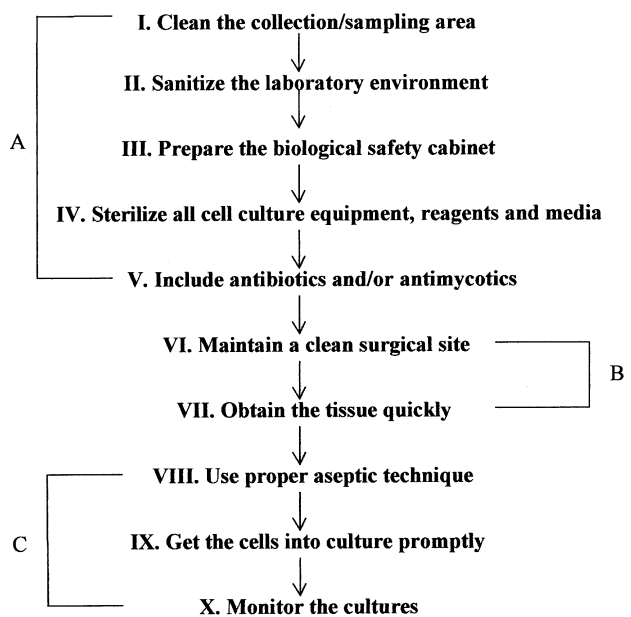 I. Clean the collection/sampling area
II. Sanitize the laboratory environment
A
III. Prepare the biological safety cabinet
IV. Sterilize all cell culture equipment, reagents and media
V. Include antibiotics and/or antimycotics
VI. Maintain a clean surgical site
B
VII. Obtain the tissue quickly
VIII. Use proper aseptic technique
C
IX. Get the cells into culture promptly
X. Monitor the cultures